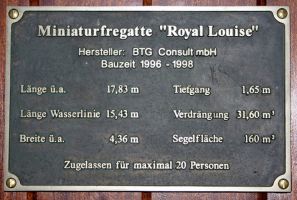 Miniaturfregatte "Royal Louise"
Hersteller: BTG Consult mbH
Bauzeit 1996 - 1998
Länge ü.a. 17,83 m Tiefgang 1,65 m
Länge Wasserlinie 15,43 m Verdrängung 31,60 m³
Breite ü.a. 4,36 m Segelfläche 160 m²
Zugelassen für maximal 20 Personen